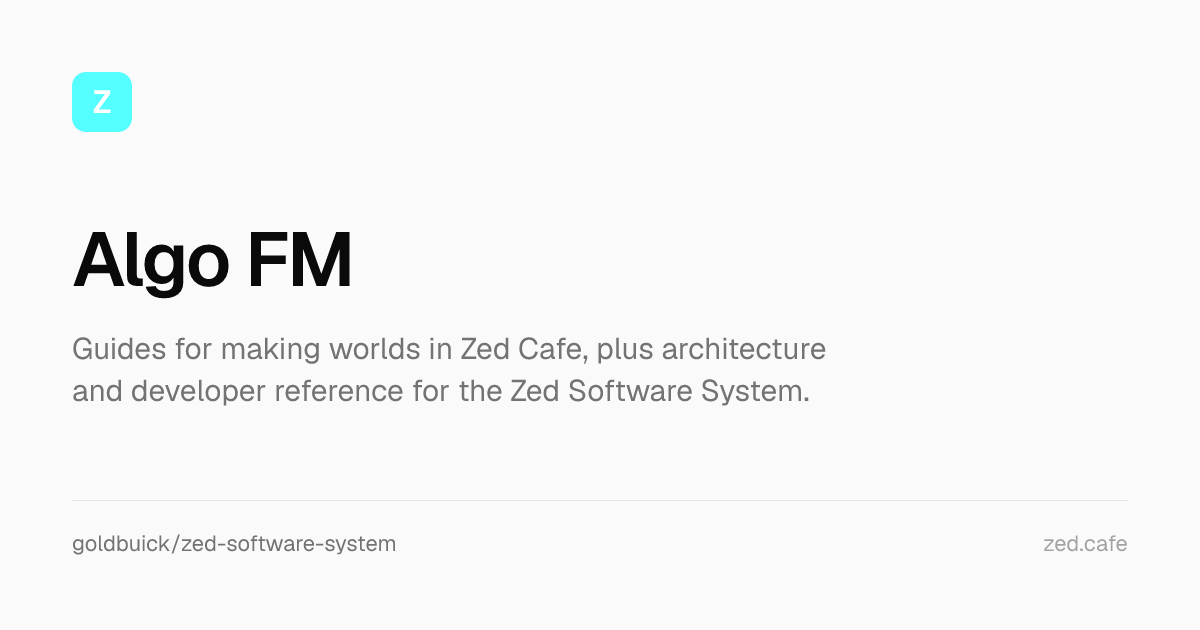 Z
Algo FM
Guides for making worlds in Zed Cafe, plus architecture
and developer reference for the Zed Software System.
goldbuick/zed-software-system
zed.cafe